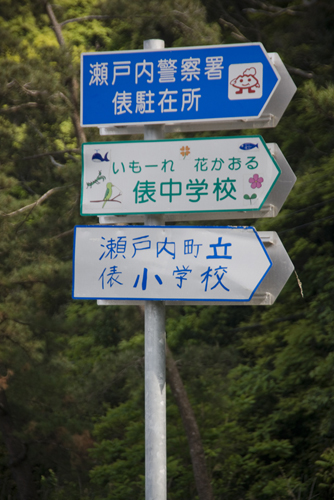 瀬戸内警察署
俵駐在所
いもーれ 花かおる
俵中学校
瀬戸内町立
俵小学校